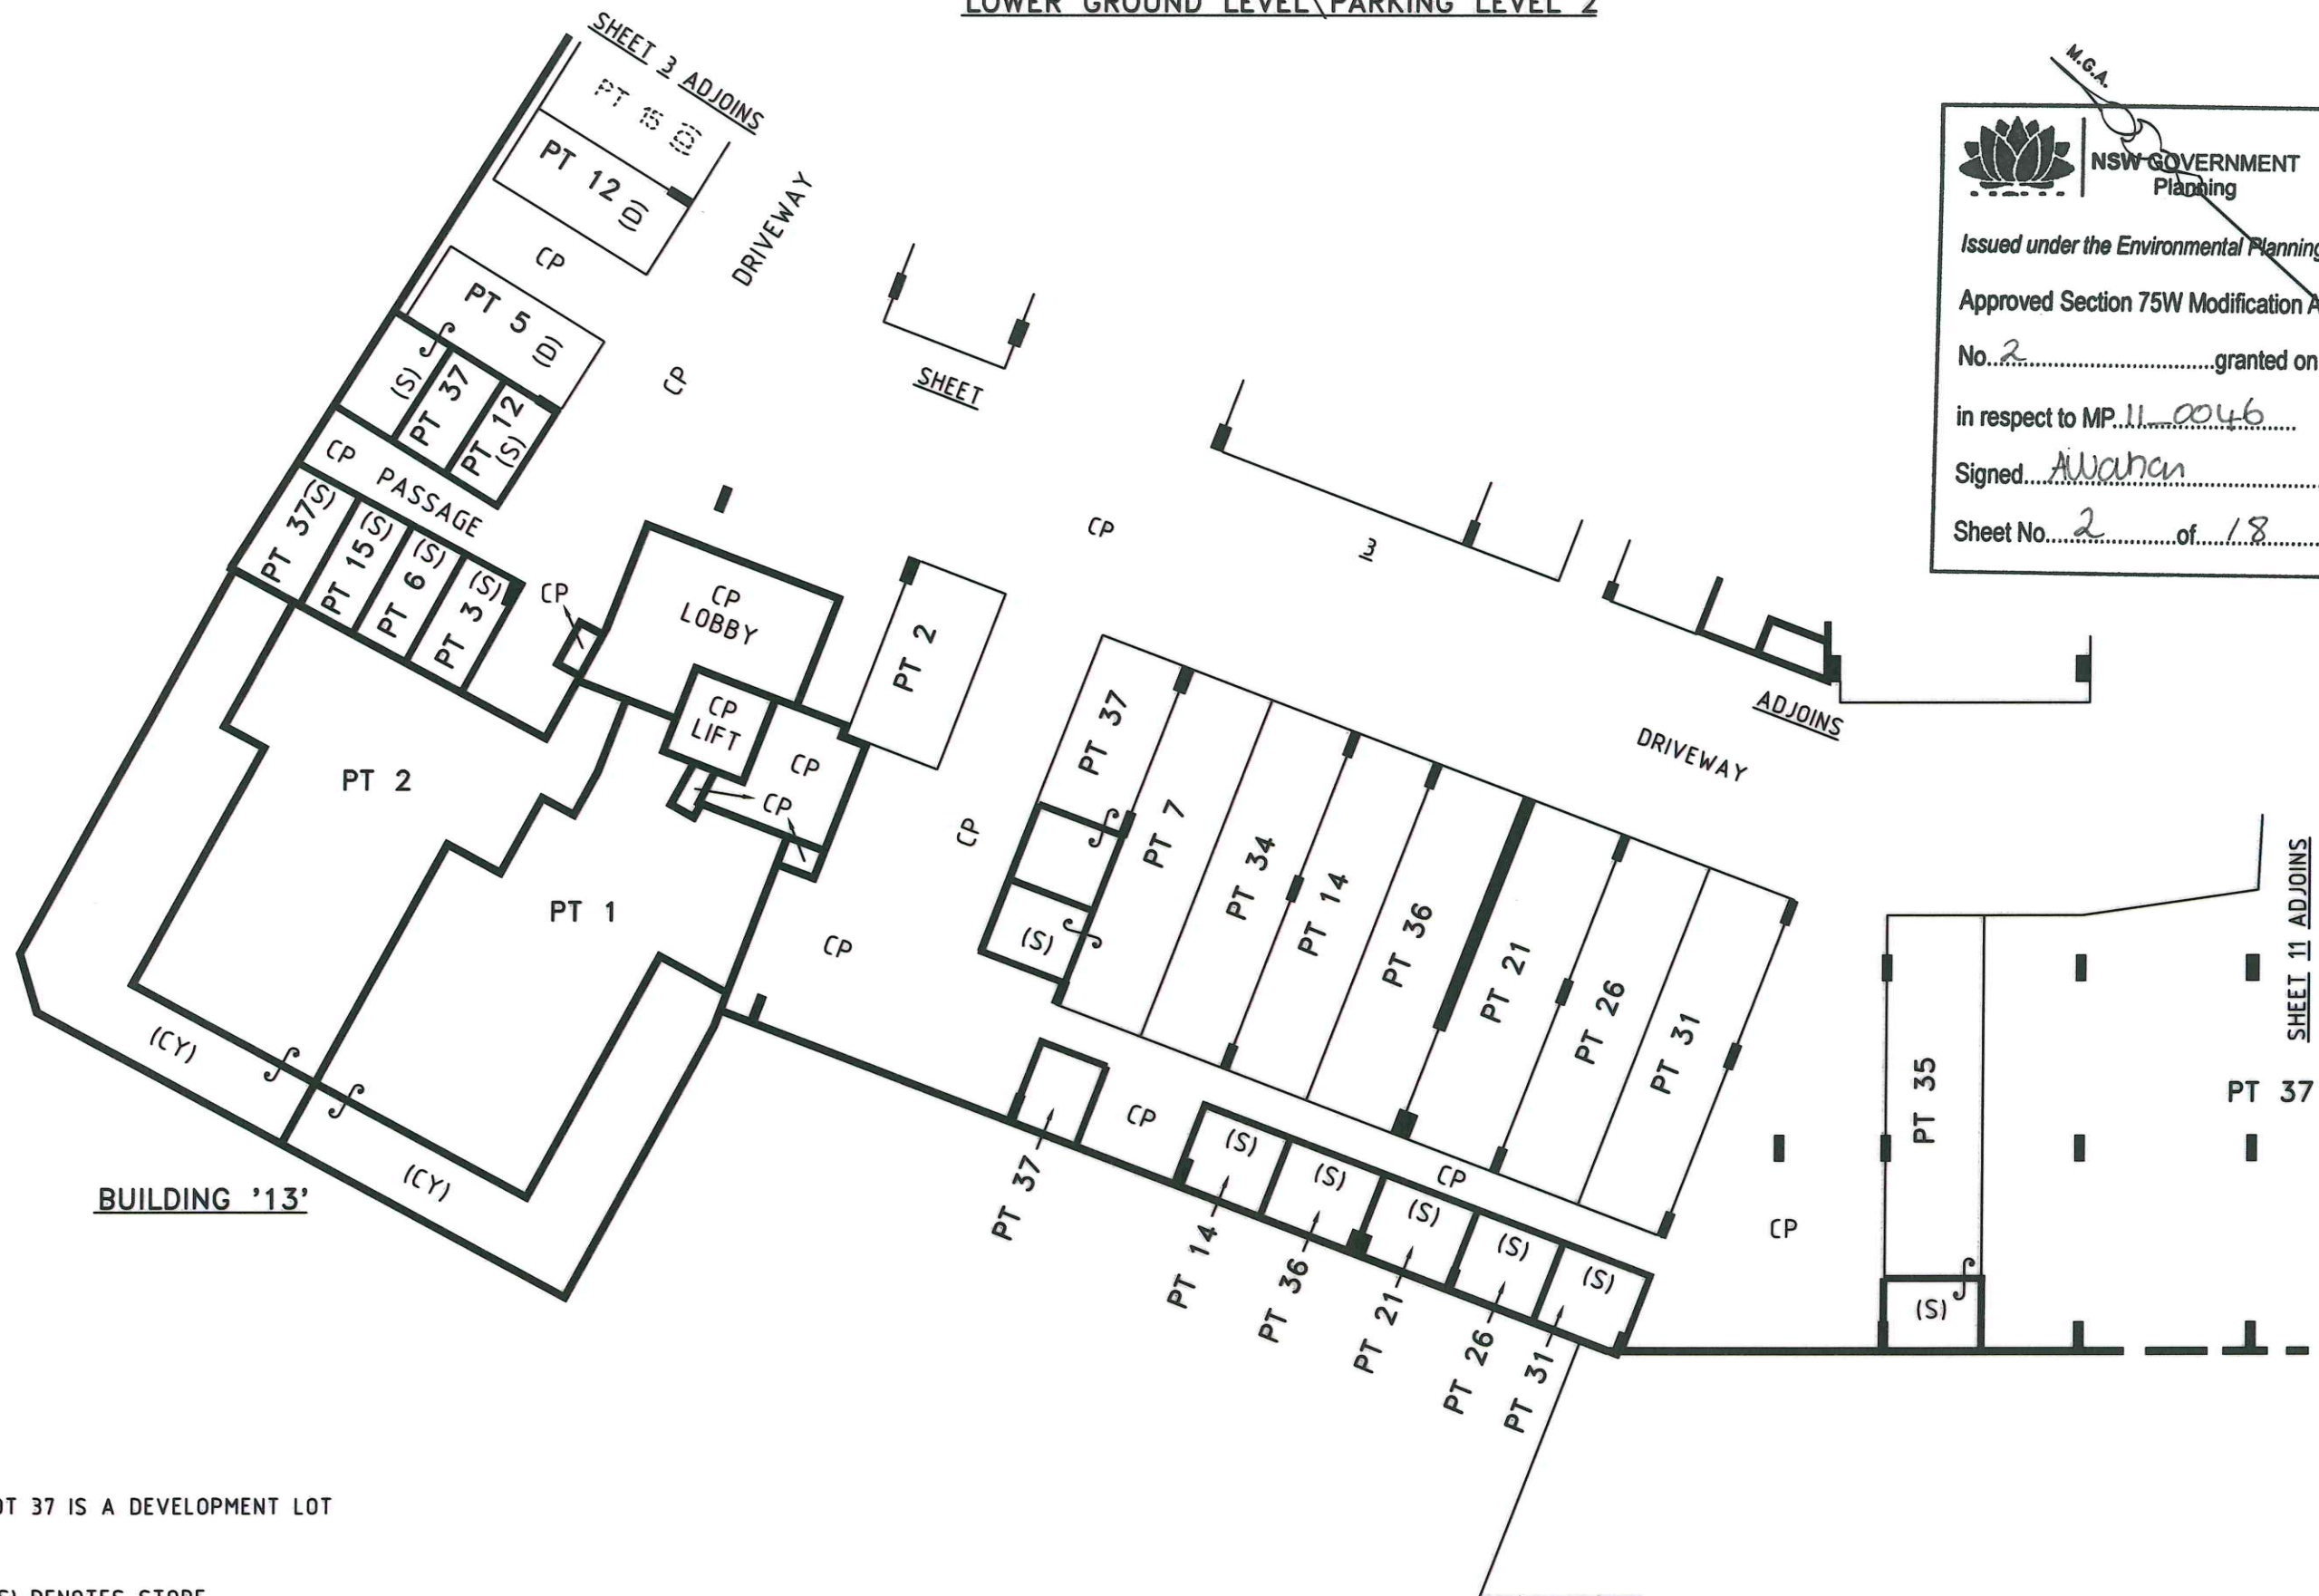 LOWER GROUND LEVEL\PARKING LEVEL 2
SHEET 3 ADJOINS
PT 15 (D)
PT 12 (D)
DRIVEWAY
CP
PT 5 (D)
CP
SHEET
(S)
PT 37
PT 12 (S)
CP PASSAGE
PT 37 (S)
PT 15 (S)
PT 6 (S)
PT 3 (S)
CP
CP
LOBBY
PT 2
CP
3
CP
LIFT
CP
CP
PT 2
PT 1
CP
CP
PT 37
(S)
PT 7
PT 34
PT 14
PT 36
PT 21
PT 26
PT 31
DRIVEWAY
ADJOINS
(CY)
(CY)
BUILDING '13'
CP
CP
CP
(S)
(S)
(S)
(S)
(S)
PT 37
PT 14
PT 36
PT 21
PT 26
PT 31
PT 35
(S)
PT 37
SHEET 11 ADJOINS
M.G.A.
NSW GOVERNMENT
Planning
Issued under the Environmental Planning
Approved Section 75W Modification A
No. 2 granted on
in respect to MP 11_0046
Signed
Sheet No. 2 of 18
OT 37 IS A DEVELOPMENT LOT
S) DENOTES STORE